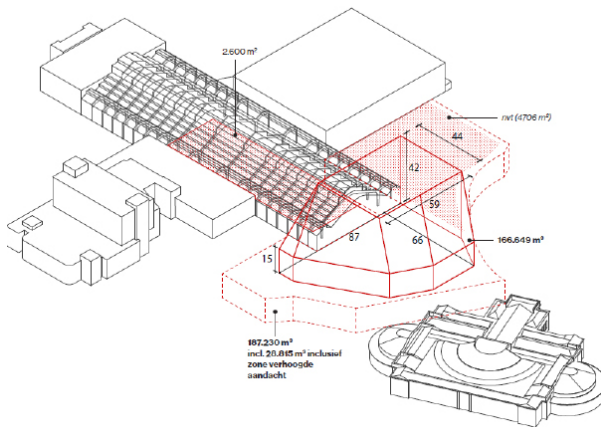 2.600 m²
nvt (4706 m²)
44
42
59
87
66
166.649 m³
15
187.230 m³
incl. 28.815 m³ inclusief
zone verhoogde
aandacht